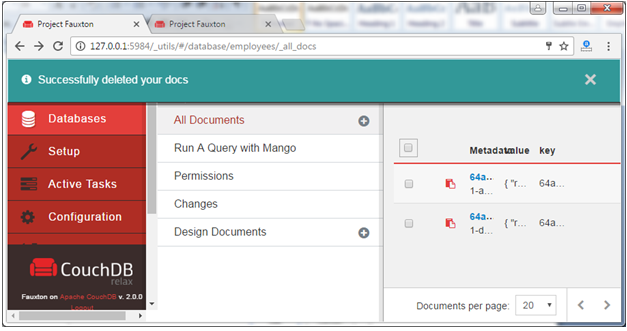 Project Fauxton
Project Fauxton
127.0.0.1:5984/_utils/#/database/employees/_all_docs
Successfully deleted your docs
Databases
Setup
Active Tasks
Configuration
CouchDB
relax
Fauxton on Apache CouchDB v. 2.0.0
Logout
All Documents
Run A Query with Mango
Permissions
Changes
Design Documents
Metadata value key
64a... { "r... 64a...
1-a...
64a... { "r... 64a...
1-d...
Documents per page: 20